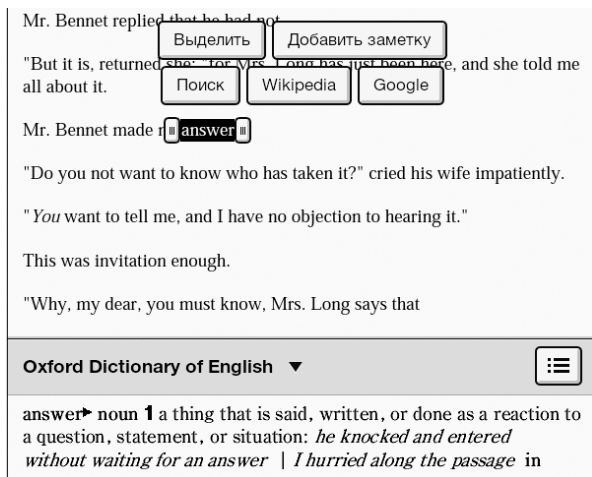 Mr. Bennet replied that he had not
Выделить Добавить заметку
"But it is, returned she; "for Mrs. Long has just been here, and she told me
all about it.
Поиск Wikipedia Google
Mr. Bennet made answer
"Do you not want to know who has taken it?" cried his wife impatiently.
"You want to tell me, and I have no objection to hearing it."
This was invitation enough.
"Why, my dear, you must know, Mrs. Long says that
Oxford Dictionary of English ▼
answer▸ noun 1 a thing that is said, written, or done as a reaction to
a question, statement, or situation: he knocked and entered
without waiting for an answer | I hurried along the passage in